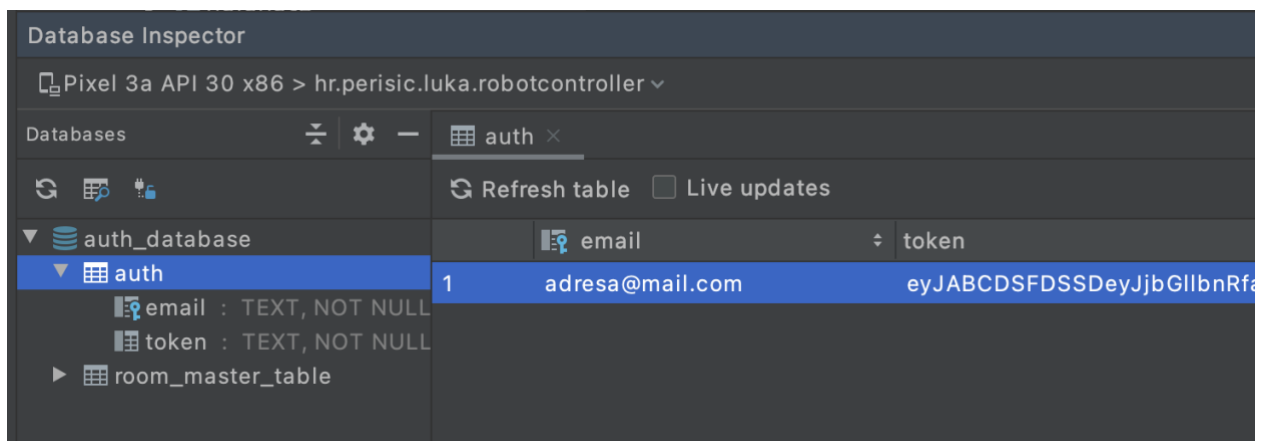 Database Inspector
Pixel 3a API 30 x86 > hr.perisic.luka.robotcontroller
Databases
auth
Refresh table
Live updates
auth_database
auth
email : TEXT, NOT NULL
token : TEXT, NOT NULL
room_master_table
email
token
1
adresa@mail.com
eyJABCDSFDSSDeyJjbGllbnRfa